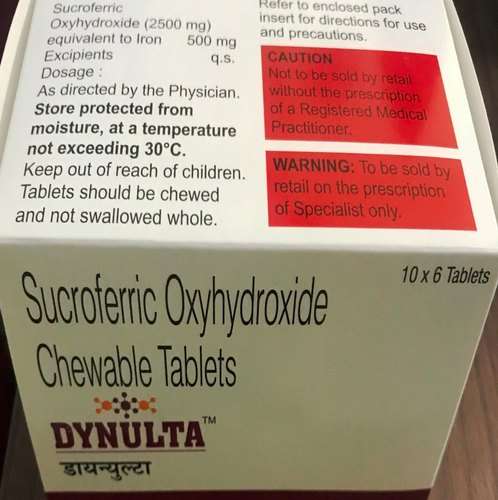 Sucroferric
Oxyhydroxide (2500 mg)
equivalent to Iron 500 mg
Excipients q.s.
Dosage :
As directed by the Physician.
Store protected from
moisture, at a temperature
not exceeding 30°C.
Keep out of reach of children.
Tablets should be chewed
and not swallowed whole.
Refer to enclosed pack
insert for directions for use
and precautions.
CAUTION
Not to be sold by retail
without the prescription
of a Registered Medical
Practitioner.
WARNING: To be sold by
retail on the prescription
of Specialist only.
10 x 6 Tablets
Sucroferric Oxyhydroxide
Chewable Tablets
DYNULTA™
डायन्युल्टा